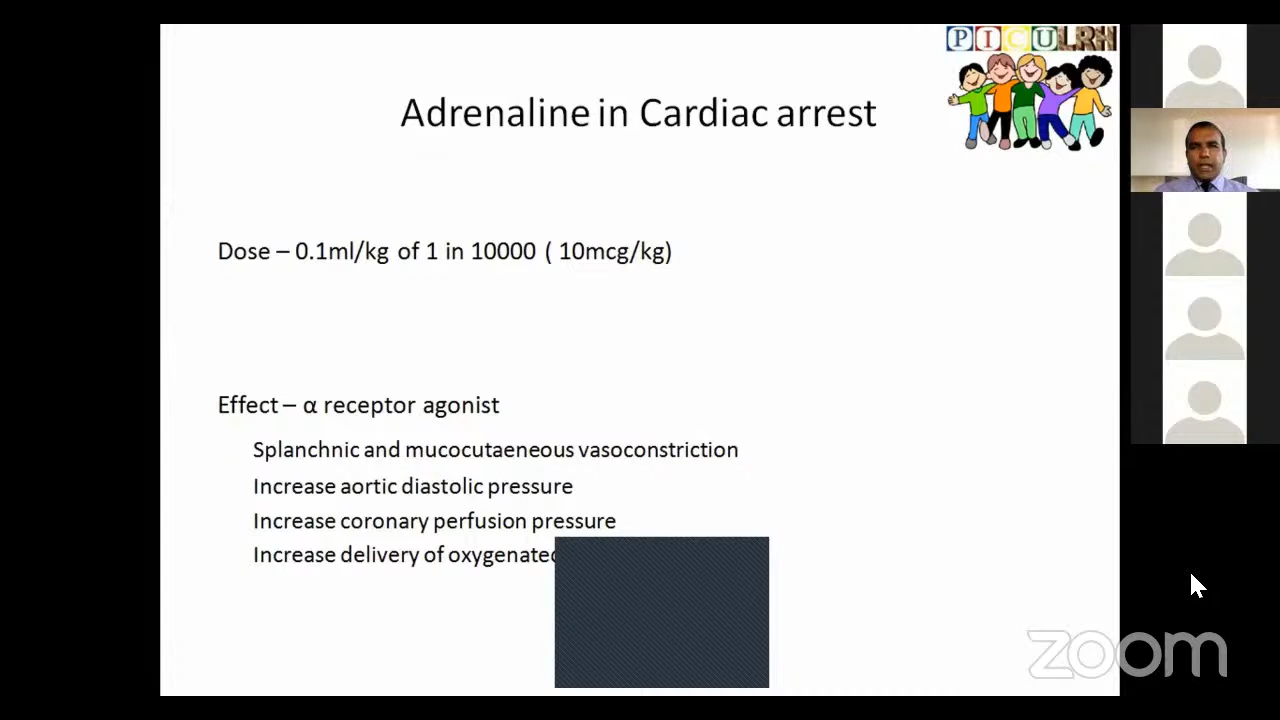 PICULRH
Adrenaline in Cardiac arrest
Dose – 0.1ml/kg of 1 in 10000 ( 10mcg/kg)
Effect – α receptor agonist
Splanchnic and mucocutaeneous vasoconstriction
Increase aortic diastolic pressure
Increase coronary perfusion pressure
Increase delivery of oxygenated
zoom